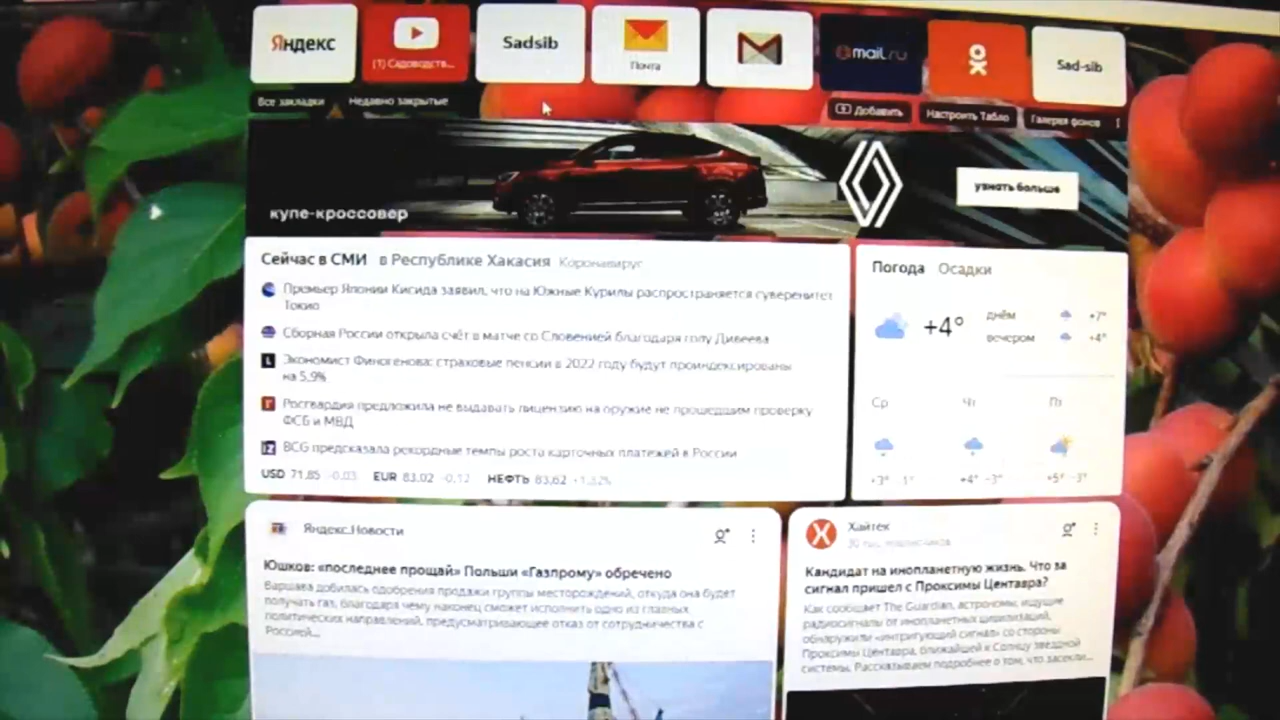 Яндекс
(1) Садоводств...
Sadsib
Почта
@mail.ru
Sad-sib
Все закладки
Недавно закрытые
Добавить
Настроить Табло
Галерея фонов
купе-кроссовер
узнать больше
Сейчас в СМИ в Республике Хакасия Коронавирус
Премьер Японии Кисида заявил, что на Южные Курилы распространяется суверенитет
Токио
Сборная России открыла счёт в матче со Словенией благодаря голу Дивеева
Экономист Финогенова: страховые пенсии в 2022 году будут проиндексированы
на 5,9%
Росгвардия предложила не выдавать лицензию на оружие не прошедшим проверку
ФСБ и МВД
BCG предсказала рекордные темпы роста карточных платежей в России
USD 71,85 -0,03 EUR 83,02 -0,12 НЕФТЬ 83,62 +1,32%
Погода Осадки
+4° днём +7°
вечером +4°
Ср Чт Пт
+3° 1° +4° -3° +5° -3°
Яндекс.Новости
Юшков: «последнее прощай» Польши «Газпрому» обречено
Варшава добилась одобрения продажи группы месторождений, откуда она будет
получать газ, благодаря чему наконец сможет исполнить одно из главных
политических направлений, предусматривающее отказ от сотрудничества с
Россией...
Хайтек
Кандидат на инопланетную жизнь. Что за
сигнал пришел с Проксимы Центавра?
Как сообщает The Guardian, астрономы, ищущие
радиосигналы от инопланетных цивилизаций,
обнаружили «интригующий сигнал» со стороны
Проксимы Центавра, ближайшей к Солнцу звездной
системы. Рассказываем подробнее о том, что засекли...